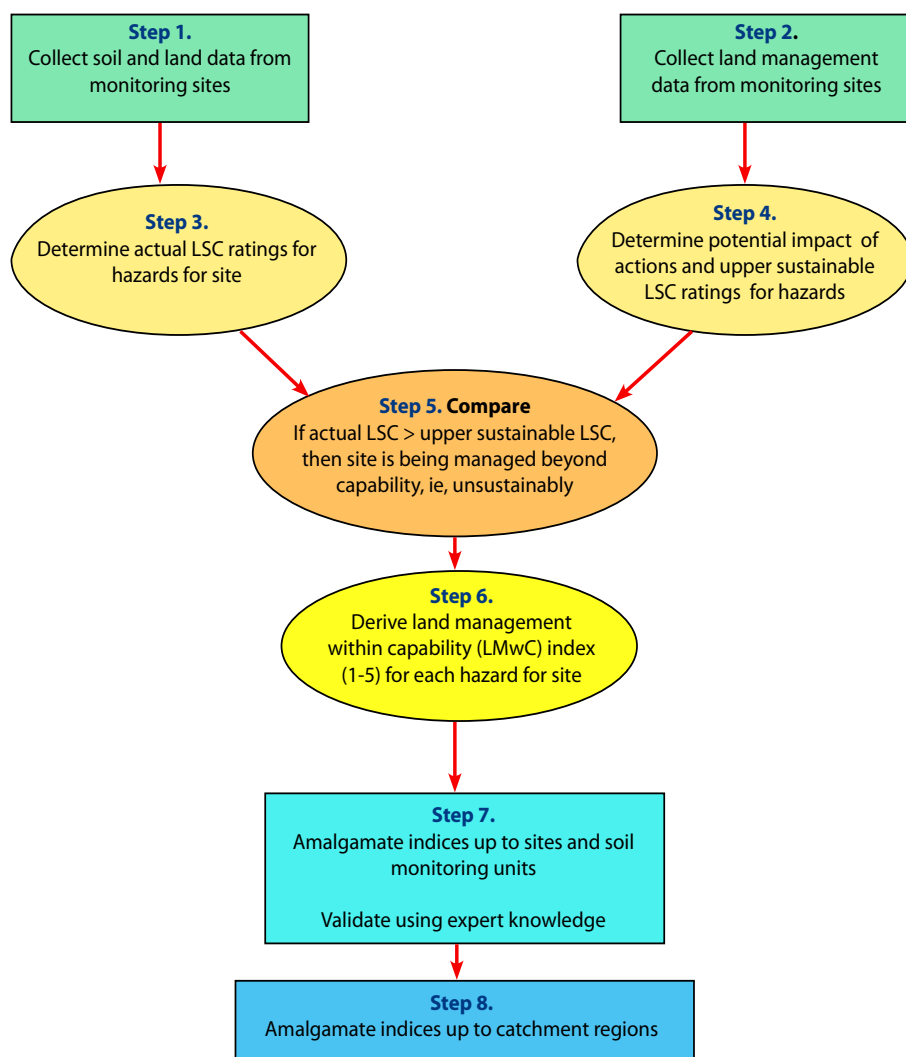 Step 1.
Collect soil and land data from
monitoring sites
Step 2.
Collect land management
data from monitoring sites
Step 3.
Determine actual LSC ratings for
hazards for site
Step 4.
Determine potential impact of
actions and upper sustainable
LSC ratings for hazards
Step 5. Compare
If actual LSC > upper sustainable LSC,
then site is being managed beyond
capability, ie, unsustainably
Step 6.
Derive land management
within capability (LMwC) index
(1-5) for each hazard for site
Step 7.
Amalgamate indices up to sites and soil
monitoring units
Validate using expert knowledge
Step 8.
Amalgamate indices up to catchment regions